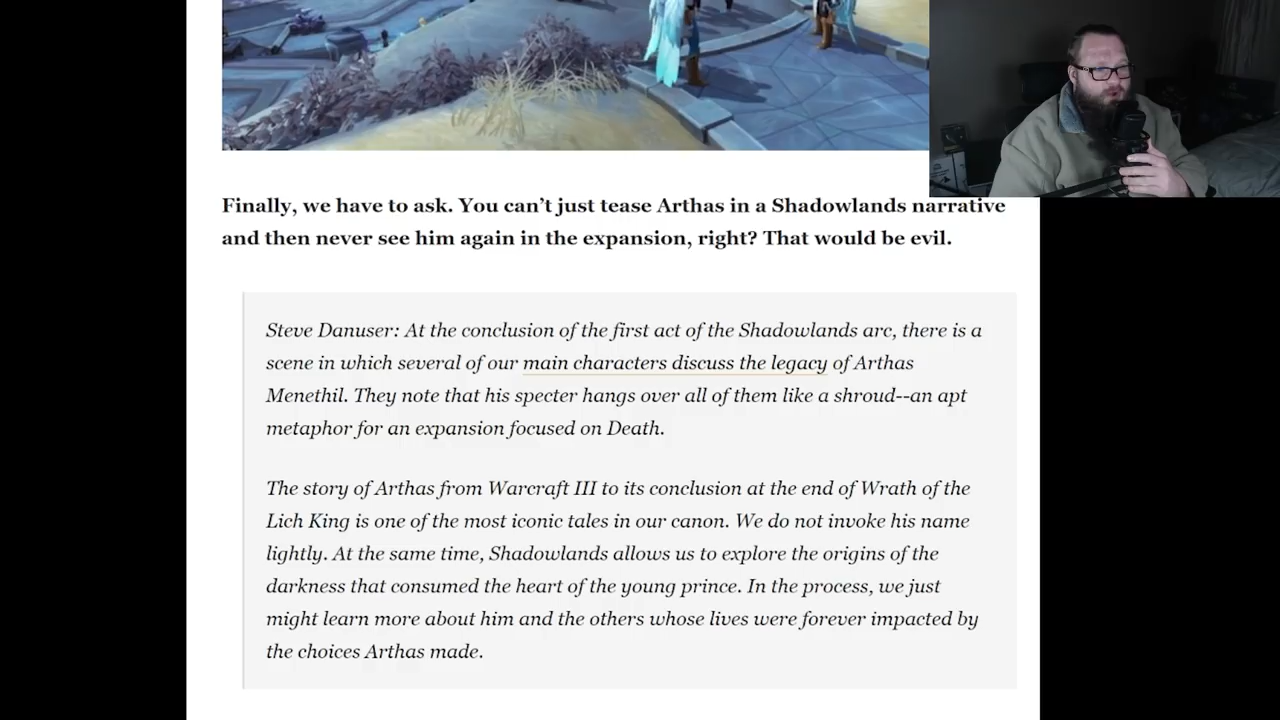 Finally, we have to ask. You can't just tease Arthas in a Shadowlands narrative
and then never see him again in the expansion, right? That would be evil.
Steve Danuser: At the conclusion of the first act of the Shadowlands arc, there is a
scene in which several of our main characters discuss the legacy of Arthas
Menethil. They note that his specter hangs over all of them like a shroud--an apt
metaphor for an expansion focused on Death.
The story of Arthas from Warcraft III to its conclusion at the end of Wrath of the
Lich King is one of the most iconic tales in our canon. We do not invoke his name
lightly. At the same time, Shadowlands allows us to explore the origins of the
darkness that consumed the heart of the young prince. In the process, we just
might learn more about him and the others whose lives were forever impacted by
the choices Arthas made.